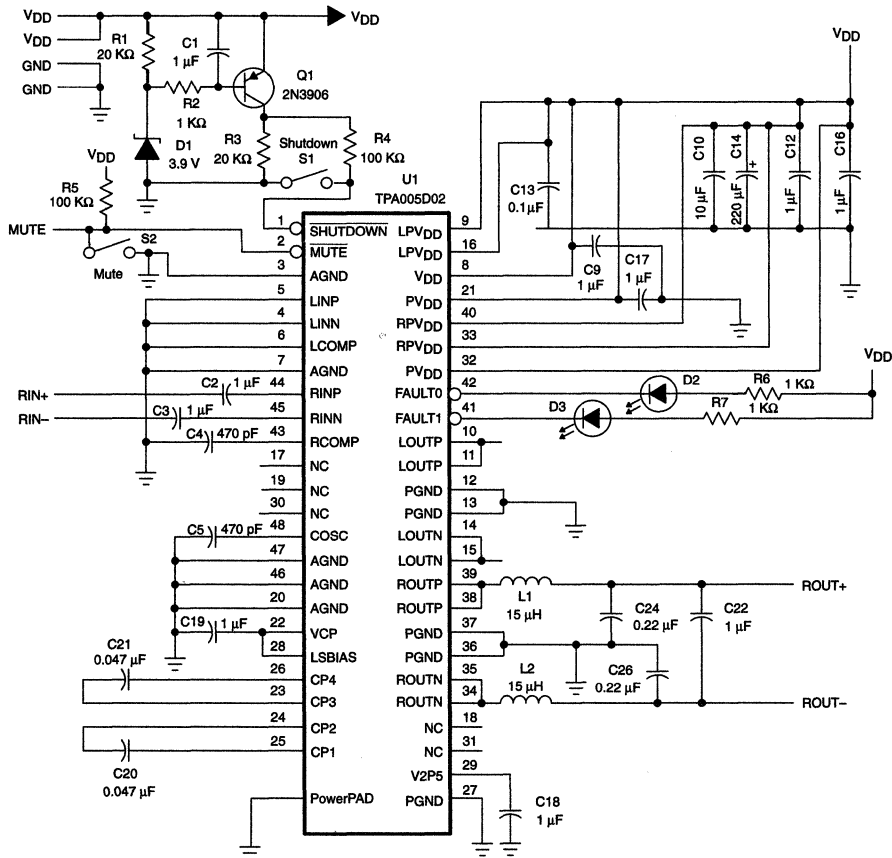 VDD
VDD
GND
GND
R1
20 KΩ
C1
1 µF
VDD
R2
1 KΩ
Q1
2N3906
D1
3.9 V
R3
20 KΩ
Shutdown
S1
R4
100 KΩ
VDD
R5
100 KΩ
MUTE
S2
Mute
U1
TPA005D02
1 SHUTDOWN
2 MUTE
3 AGND
5 LINP
4 LINN
6 LCOMP
7 AGND
44 RINP
45 RINN
43 RCOMP
17 NC
19 NC
30 NC
48 COSC
47 AGND
46 AGND
20 AGND
22 VCP
28 LSBIAS
26 CP4
23 CP3
24 CP2
25 CP1
PowerPAD
LPVDD 9
LPVDD 16
VDD 8
PVDD 21
RPVDD 40
RPVDD 33
PVDD 32
FAULT0 42
FAULT1 41
LOUTP 10
LOUTP 11
PGND 12
PGND 13
LOUTN 14
LOUTN 15
ROUTP 39
ROUTP 38
PGND 37
PGND 36
ROUTN 35
ROUTN 34
NC 18
NC 31
V2P5 29
PGND 27
RIN+
RIN–
C2 1 µF
C3 1 µF
C4 470 pF
C5 470 pF
C19 1 µF
C21
0.047 µF
C20
0.047 µF
VDD
C13
0.1µF
C10
10 µF
C14
+
220 µF
C12
1 µF
C16
1 µF
C9
1 µF
C17
1 µF
VDD
D2
R6
1 KΩ
D3
R7
1 KΩ
L1
15 µH
C24
0.22 µF
C22
1 µF
ROUT+
L2
15 µH
C26
0.22 µF
ROUT–
C18
1 µF